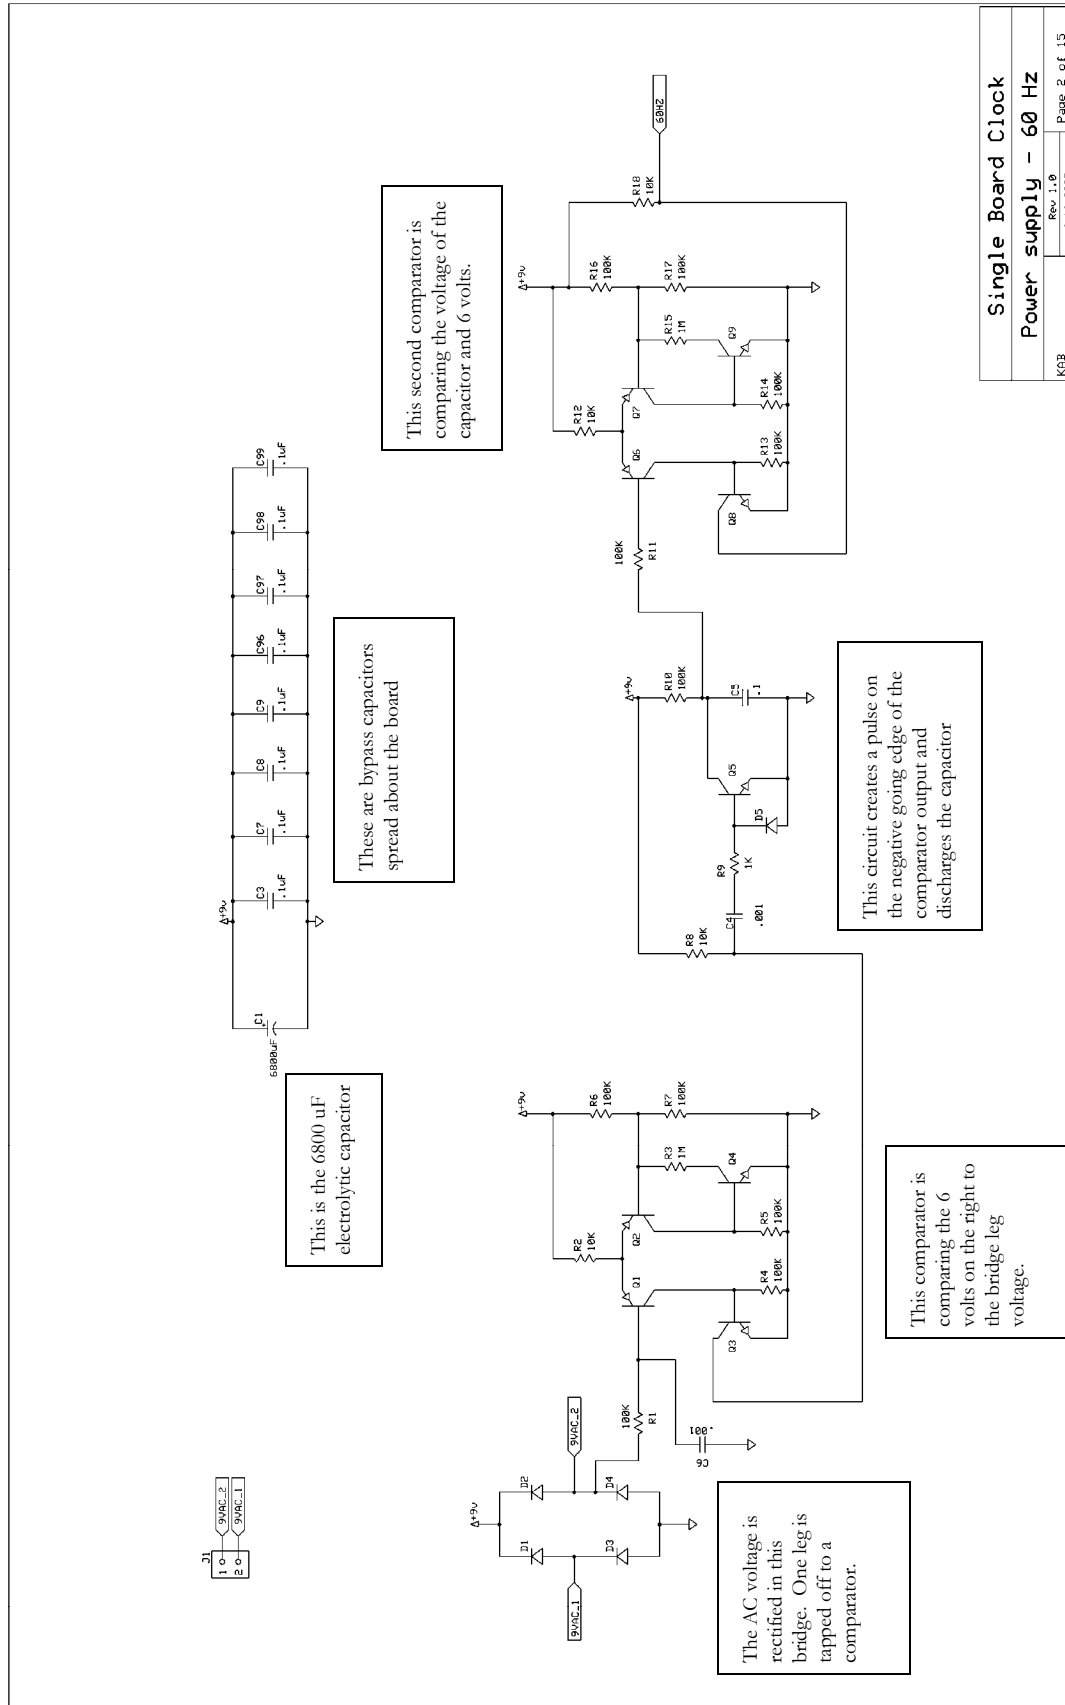 J1
1
2
9VAC_2
9VAC_1
This is the 6800 uF
electrolytic capacitor
6800uF
C1
+
+9v
C3
.1uF
C7
.1uF
C8
.1uF
C9
.1uF
C96
.1uF
C97
.1uF
C98
.1uF
C99
.1uF
These are bypass capacitors
spread about the board
This second comparator is
comparing the voltage of the
capacitor and 6 volts.
9VAC_1
D1
D3
+9v
D2
D4
9VAC_2
100K
R1
C6
.001
Q1
Q3
R2
10K
R4
100K
Q2
R5
100K
R3
1M
Q4
+9v
R6
100K
R7
100K
R8
10K
C4
.001
R9
1K
D5
Q5
+9v
R10
100K
C5
.1
100K
R11
Q6
Q8
R12
10K
R13
100K
Q7
R14
100K
R15
1M
Q9
+9v
R16
100K
R17
100K
R18
10K
60HZ
The AC voltage is
rectified in this
bridge. One leg is
tapped off to a
comparator.
This comparator is
comparing the 6
volts on the right to
the bridge leg
voltage.
This circuit creates a pulse on
the negative going edge of the
comparator output and
discharges the capacitor
Single Board Clock
Power supply - 60 Hz
KAB
Rev 1.0
Page 2 of 15